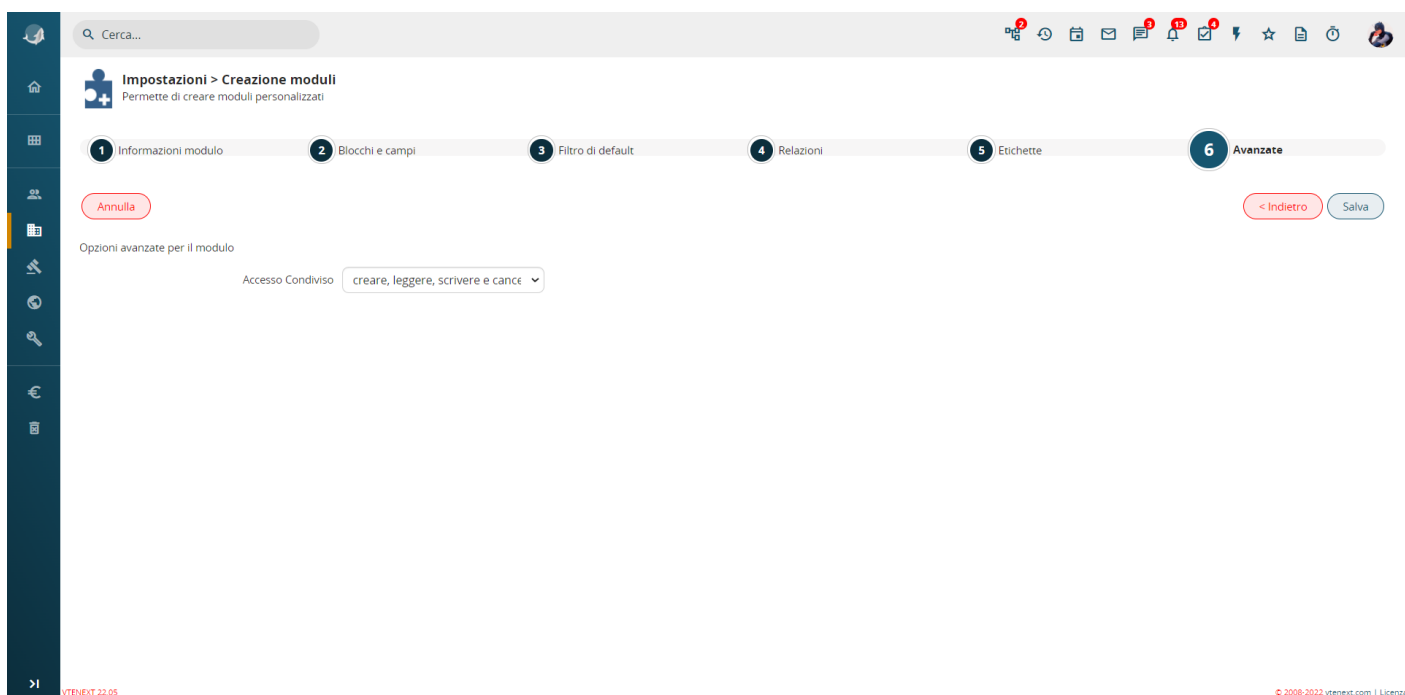 Cerca...
2
3
13
4
Impostazioni > Creazione moduli
Permette di creare moduli personalizzati
1 Informazioni modulo 2 Blocchi e campi 3 Filtro di default 4 Relazioni 5 Etichette 6 Avanzate
Annulla < Indietro Salva
Opzioni avanzate per il modulo
Accesso Condiviso creare, leggere, scrivere e cance
VTENEXT 22.05 © 2008-2022 vtenext.com | Licenza